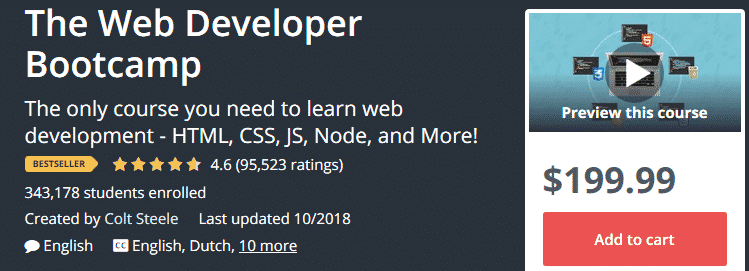 The Web Developer
Bootcamp
The only course you need to learn web
development - HTML, CSS, JS, Node, and More!
BESTSELLER 4.6 (95,523 ratings)
343,178 students enrolled
Created by Colt Steele Last updated 10/2018
English CC English, Dutch, 10 more
Preview this course
$199.99
Add to cart